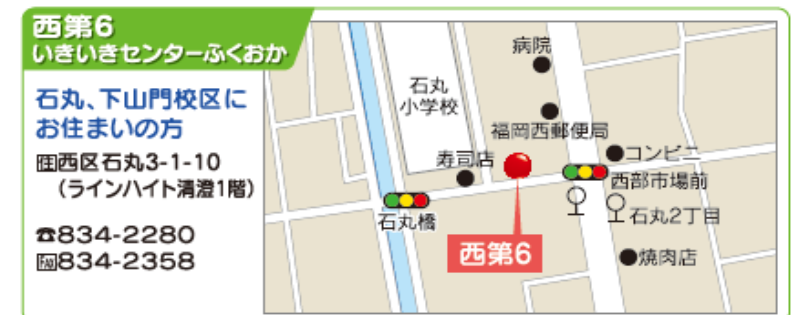 西第6
いきいきセンターふくおか
石丸、下山門校区に
お住まいの方
住西区石丸3-1-10
(ラインハイト清澄1階)
☎834-2280
FAX834-2358
病院
石丸
小学校
福岡西郵便局
寿司店
コンビニ
西部市場前
石丸橋
石丸2丁目
西第6
焼肉店